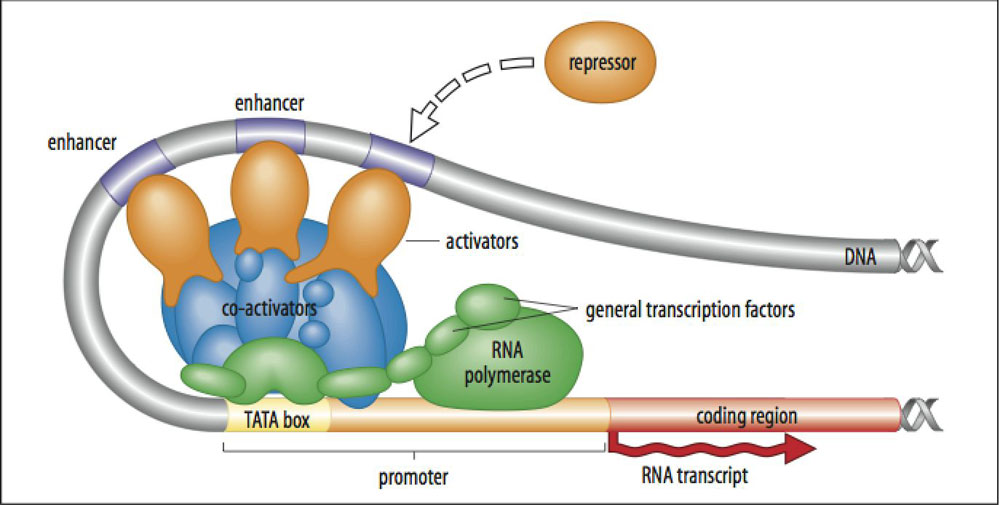 repressor
enhancer
enhancer
activators
DNA
co-activators
general transcription factors
RNA
polymerase
TATA box
coding region
promoter
RNA transcript